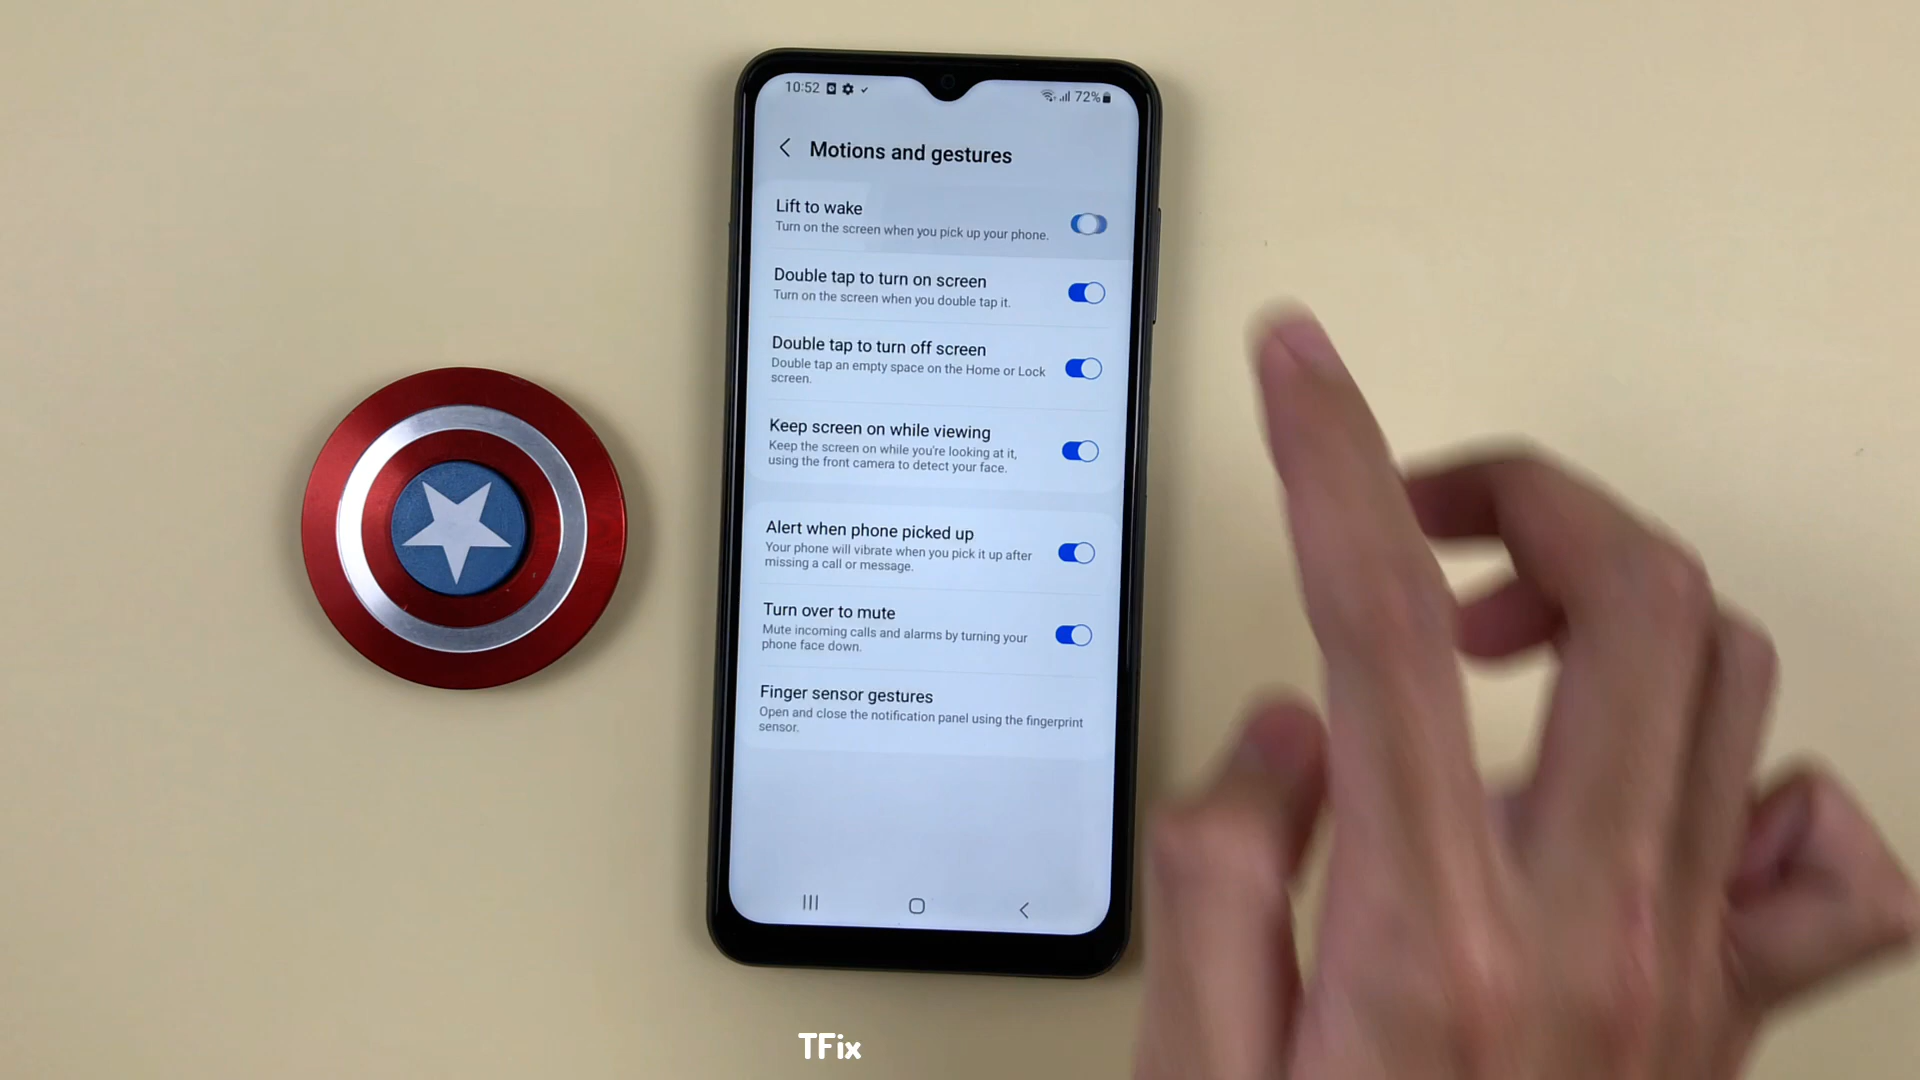 10:52
72%
Motions and gestures
Lift to wake
Turn on the screen when you pick up your phone.
Double tap to turn on screen
Turn on the screen when you double tap it.
Double tap to turn off screen
Double tap an empty space on the Home or Lock
screen.
Keep screen on while viewing
Keep the screen on while you're looking at it,
using the front camera to detect your face.
Alert when phone picked up
Your phone will vibrate when you pick it up after
missing a call or message.
Turn over to mute
Mute incoming calls and alarms by turning your
phone face down.
Finger sensor gestures
Open and close the notification panel using the fingerprint
sensor.
TFix